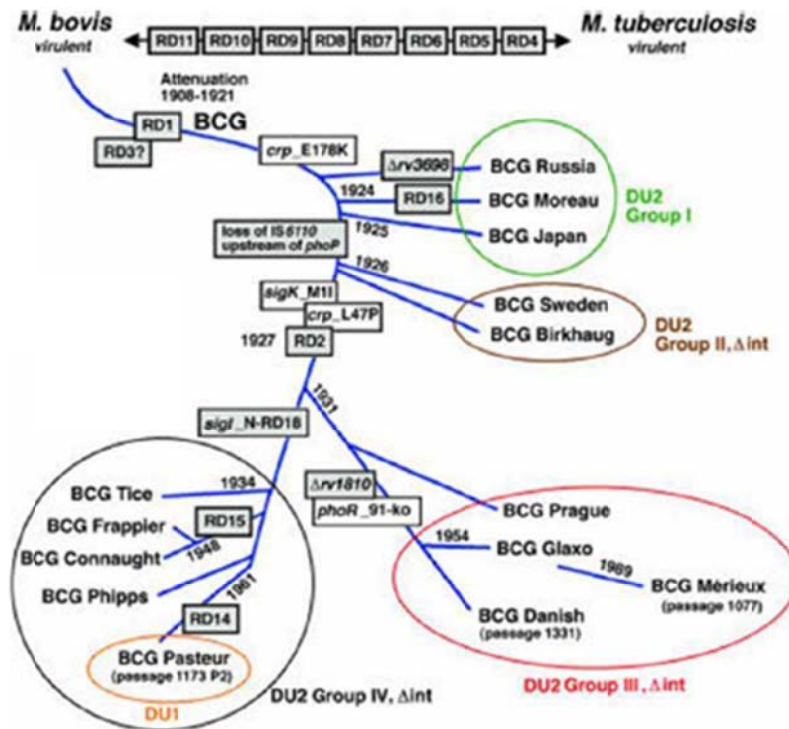 M. bovis
virulent
RD11 RD10 RD9 RD8 RD7 RD6 RD5 RD4
M. tuberculosis
virulent
Attenuation
1908-1921
RD1
BCG
RD3?
crp_E178K
Δrv3698
BCG Russia
1924
RD16
BCG Moreau
DU2
Group I
1925
BCG Japan
loss of IS6110
upstream of phoP
1926
sigK_M1I
BCG Sweden
crp_L47P
1927
RD2
BCG Birkhaug
DU2
Group II, Δint
1931
sigI_N-RD18
1934
BCG Tice
Δrv1810
phoR_91-ko
BCG Prague
BCG Frappier
RD15
1948
BCG Connaught
1954
BCG Glaxo
1989
BCG Mérieux
(passage 1077)
BCG Phipps
1961
RD14
BCG Danish
(passage 1331)
BCG Pasteur
(passage 1173 P2)
DU1
DU2 Group IV, Δint
DU2 Group III, Δint